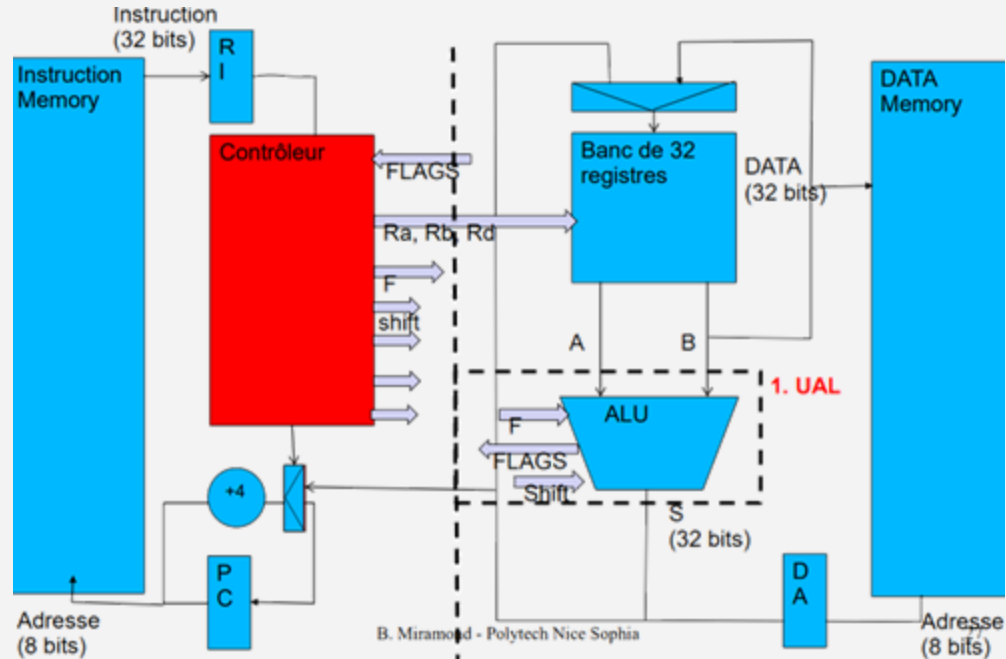 Instruction
(32 bits)
R
I
Instruction
Memory
Contrôleur
FLAGS
Ra, Rb, Rd
F
shift
Banc de 32
registres
DATA
(32 bits)
DATA
Memory
A
B
1. UAL
ALU
F
FLAGS
Shift
S
(32 bits)
+4
P
C
D
A
Adresse
(8 bits)
B. Miramond - Polytech Nice Sophia
Adresse
(8 bits)